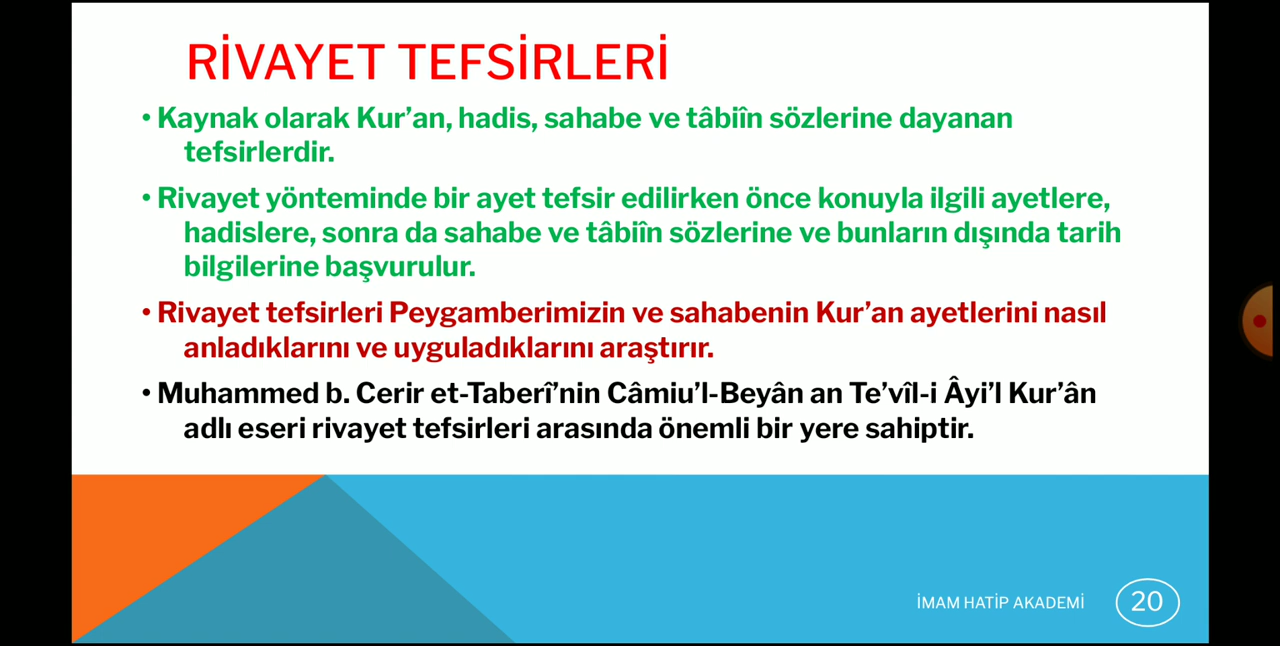 RİVAYET TEFSİRLERİ
• Kaynak olarak Kur’an, hadis, sahabe ve tâbiîn sözlerine dayanan
tefsirlerdir.
• Rivayet yönteminde bir ayet tefsir edilirken önce konuyla ilgili ayetlere,
hadislere, sonra da sahabe ve tâbiîn sözlerine ve bunların dışında tarih
bilgilerine başvurulur.
• Rivayet tefsirleri Peygamberimizin ve sahabenin Kur’an ayetlerini nasıl
anladıklarını ve uyguladıklarını araştırır.
• Muhammed b. Cerir et-Taberî’nin Câmiu’l-Beyân an Te’vîl-i Âyi’l Kur’ân
adlı eseri rivayet tefsirleri arasında önemli bir yere sahiptir.
İMAM HATİP AKADEMİ
20